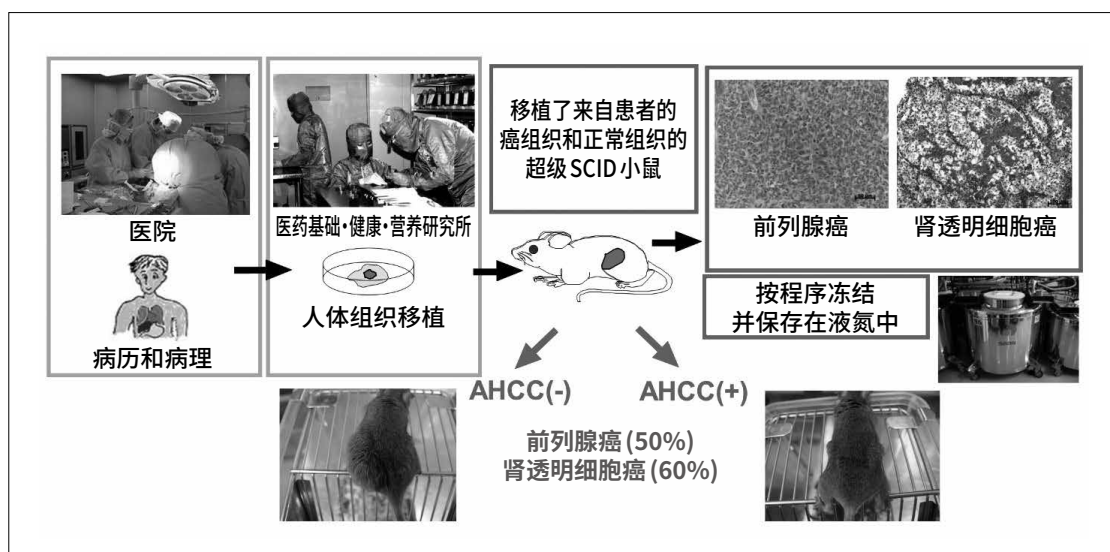 医院
病历和病理
医药基础·健康·营养研究所
人体组织移植
移植了来自患者的
癌组织和正常组织的
超级 SCID 小鼠
前列腺癌
肾透明细胞癌
按程序冻结
并保存在液氮中
AHCC(-)
AHCC(+)
前列腺癌 (50%)
肾透明细胞癌 (60%)